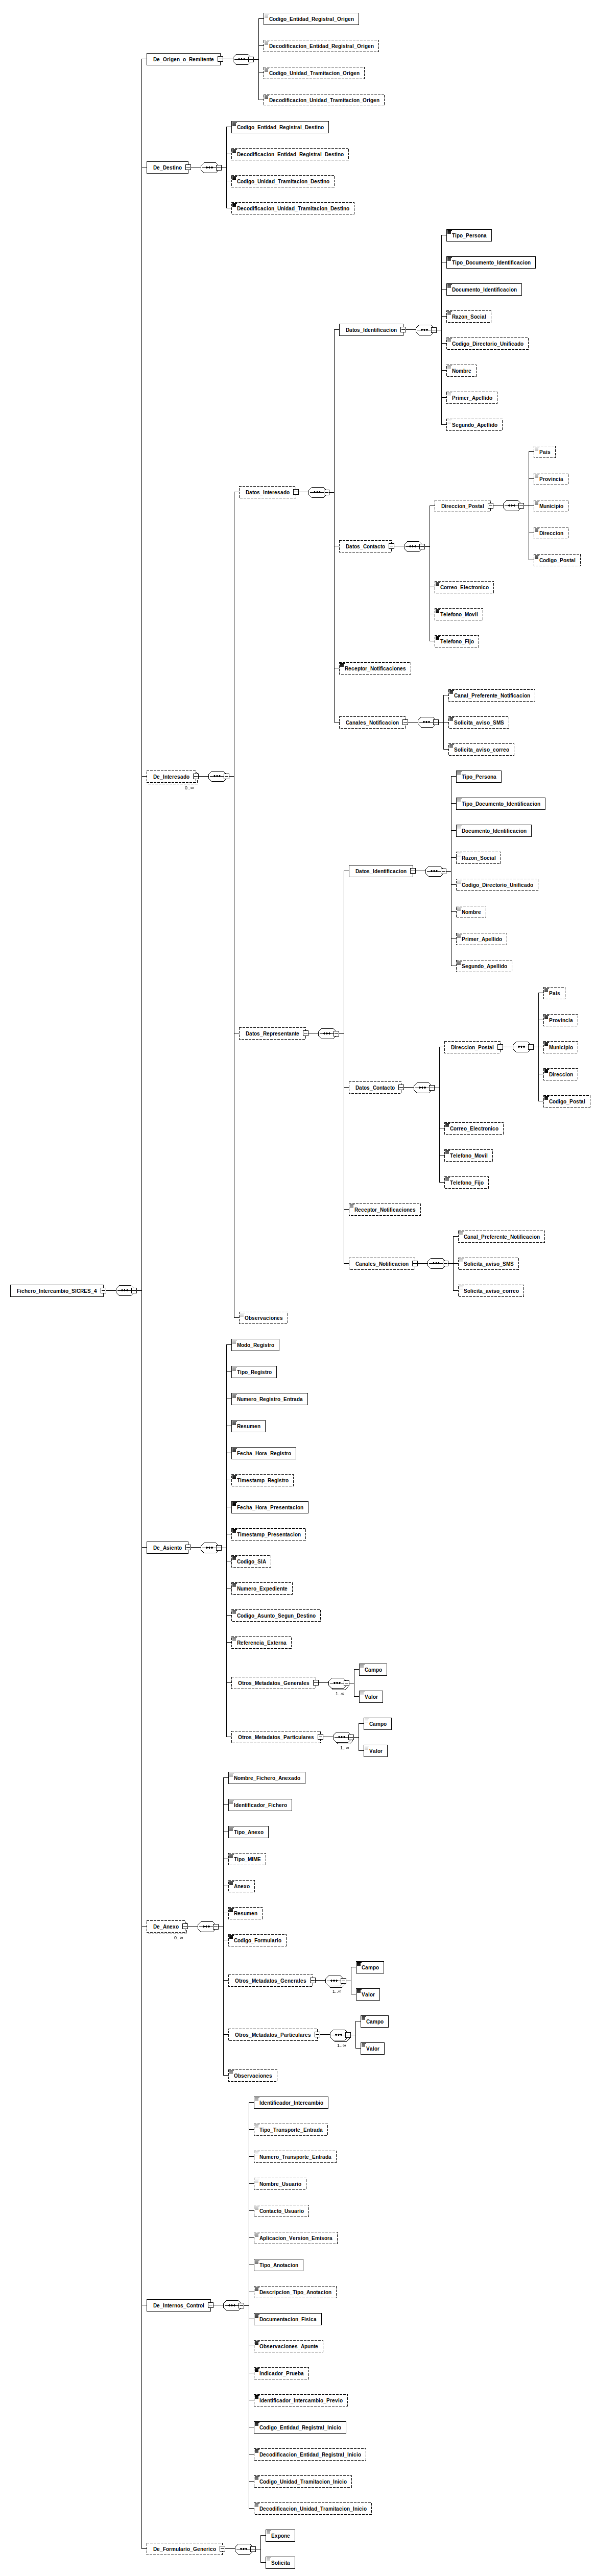 Codigo_Entidad_Registral_Origen
Decodificacion_Entidad_Registral_Origen
De_Origen_o_Remitente
Codigo_Unidad_Tramitacion_Origen
Decodificacion_Unidad_Tramitacion_Origen
Codigo_Entidad_Registral_Destino
Decodificacion_Entidad_Registral_Destino
De_Destino
Codigo_Unidad_Tramitacion_Destino
Decodificacion_Unidad_Tramitacion_Destino
Tipo_Persona
Tipo_Documento_Identificacion
Documento_Identificacion
Razon_Social
Datos_Identificacion
Codigo_Directorio_Unificado
Nombre
Primer_Apellido
Segundo_Apellido
Pais
Provincia
Datos_Interesado
Direccion_Postal
Municipio
Direccion
Datos_Contacto
Codigo_Postal
Correo_Electronico
Telefono_Movil
Telefono_Fijo
Receptor_Notificaciones
Canal_Preferente_Notificacion
Canales_Notificacion
Solicita_aviso_SMS
Solicita_aviso_correo
De_Interesado
0..∞
Tipo_Persona
Tipo_Documento_Identificacion
Documento_Identificacion
Razon_Social
Datos_Identificacion
Codigo_Directorio_Unificado
Nombre
Primer_Apellido
Segundo_Apellido
Pais
Provincia
Datos_Representante
Direccion_Postal
Municipio
Direccion
Datos_Contacto
Codigo_Postal
Correo_Electronico
Telefono_Movil
Telefono_Fijo
Receptor_Notificaciones
Canal_Preferente_Notificacion
Canales_Notificacion
Solicita_aviso_SMS
Solicita_aviso_correo
Fichero_Intercambio_SICRES_4
Observaciones
Modo_Registro
Tipo_Registro
Numero_Registro_Entrada
Resumen
Fecha_Hora_Registro
Timestamp_Registro
Fecha_Hora_Presentacion
Timestamp_Presentacion
De_Asiento
Codigo_SIA
Numero_Expediente
Codigo_Asunto_Segun_Destino
Referencia_Externa
Campo
Otros_Metadatos_Generales
1..∞
Valor
Campo
Otros_Metadatos_Particulares
1..∞
Valor
Nombre_Fichero_Anexado
Identificador_Fichero
Tipo_Anexo
Tipo_MIME
Anexo
Resumen
De_Anexo
0..∞
Codigo_Formulario
Campo
Otros_Metadatos_Generales
1..∞
Valor
Campo
Otros_Metadatos_Particulares
1..∞
Valor
Observaciones
Identificador_Intercambio
Tipo_Transporte_Entrada
Numero_Transporte_Entrada
Nombre_Usuario
Contacto_Usuario
Aplicacion_Version_Emisora
Tipo_Anotacion
Descripcion_Tipo_Anotacion
De_Internos_Control
Documentacion_Fisica
Observaciones_Apunte
Indicador_Prueba
Identificador_Intercambio_Previo
Codigo_Entidad_Registral_Inicio
Decodificacion_Entidad_Registral_Inicio
Codigo_Unidad_Tramitacion_Inicio
Decodificacion_Unidad_Tramitacion_Inicio
Expone
De_Formulario_Generico
Solicita